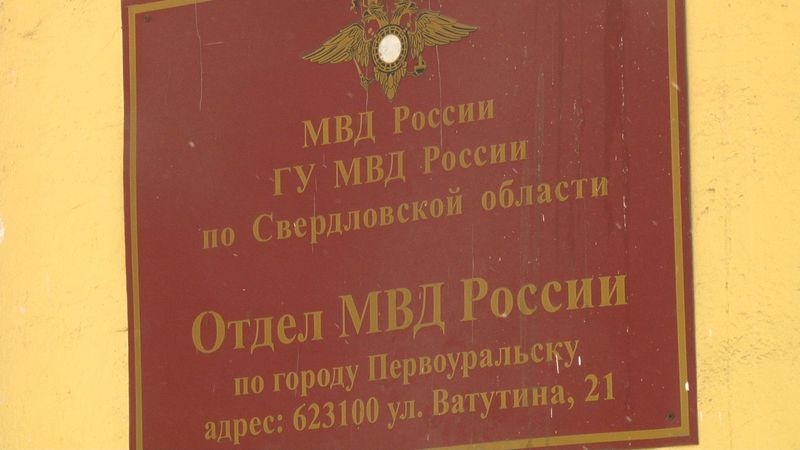 МВД России
ГУ МВД России
по Свердловской области
Отдел МВД России
по городу Первоуральску
адрес: 623100 ул. Ватутина, 21